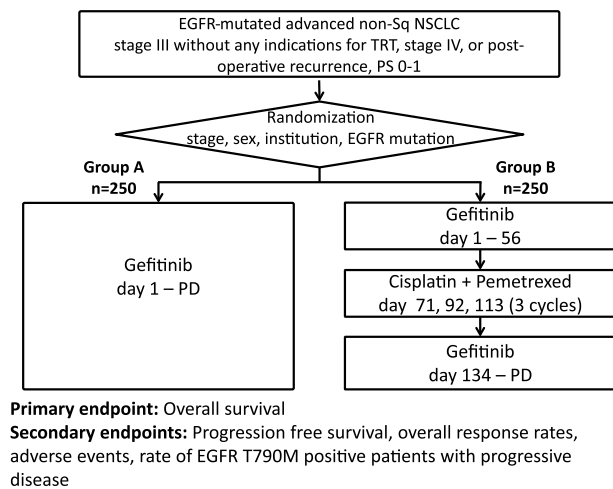 EGFR-mutated advanced non-Sq NSCLC
stage III without any indications for TRT, stage IV, or post-
operative recurrence, PS 0-1
Randomization
stage, sex, institution, EGFR mutation
Group A
n=250
Group B
n=250
Gefitinib
day 1 – PD
Gefitinib
day 1 – 56
Cisplatin + Pemetrexed
day  71, 92, 113 (3 cycles)
Gefitinib
day 134 – PD
Primary endpoint: Overall survival
Secondary endpoints: Progression free survival, overall response rates,
adverse events, rate of EGFR T790M positive patients with progressive
disease